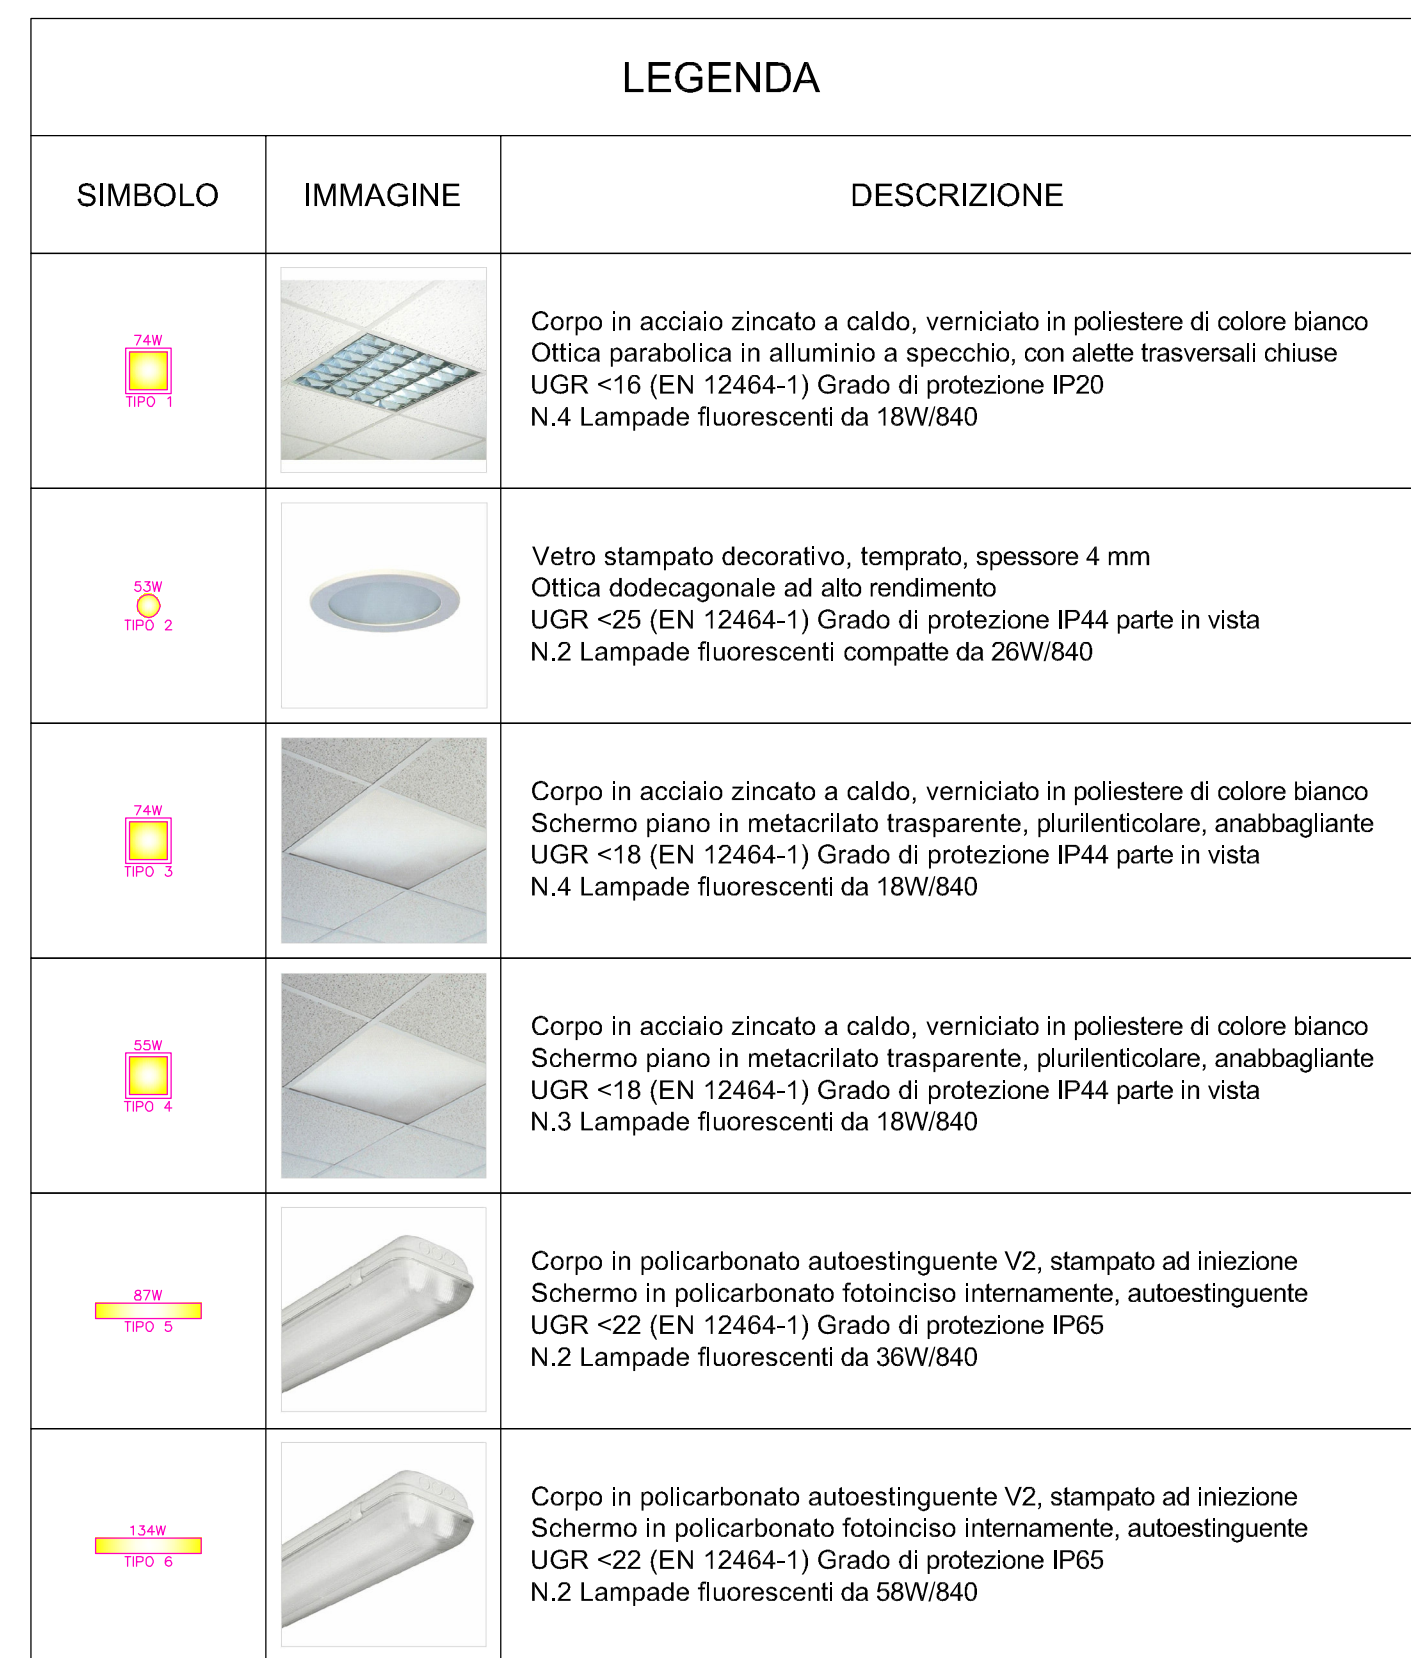 LEGENDA
SIMBOLO
IMMAGINE
DESCRIZIONE
74W
TIPO 1
Corpo in acciaio zincato a caldo, verniciato in poliestere di colore bianco
Ottica parabolica in alluminio a specchio, con alette trasversali chiuse
UGR <16 (EN 12464-1) Grado di protezione IP20
N.4 Lampade fluorescenti da 18W/840
53W
TIPO 2
Vetro stampato decorativo, temprato, spessore 4 mm
Ottica dodecagonale ad alto rendimento
UGR <25 (EN 12464-1) Grado di protezione IP44 parte in vista
N.2 Lampade fluorescenti compatte da 26W/840
74W
TIPO 3
Corpo in acciaio zincato a caldo, verniciato in poliestere di colore bianco
Schermo piano in metacrilato trasparente, plurilenticolare, anabbagliante
UGR <18 (EN 12464-1) Grado di protezione IP44 parte in vista
N.4 Lampade fluorescenti da 18W/840
55W
TIPO 4
Corpo in acciaio zincato a caldo, verniciato in poliestere di colore bianco
Schermo piano in metacrilato trasparente, plurilenticolare, anabbagliante
UGR <18 (EN 12464-1) Grado di protezione IP44 parte in vista
N.3 Lampade fluorescenti da 18W/840
87W
TIPO 5
Corpo in policarbonato autoestinguente V2, stampato ad iniezione
Schermo in policarbonato fotoinciso internamente, autoestinguente
UGR <22 (EN 12464-1) Grado di protezione IP65
N.2 Lampade fluorescenti da 36W/840
134W
TIPO 6
Corpo in policarbonato autoestinguente V2, stampato ad iniezione
Schermo in policarbonato fotoinciso internamente, autoestinguente
UGR <22 (EN 12464-1) Grado di protezione IP65
N.2 Lampade fluorescenti da 58W/840